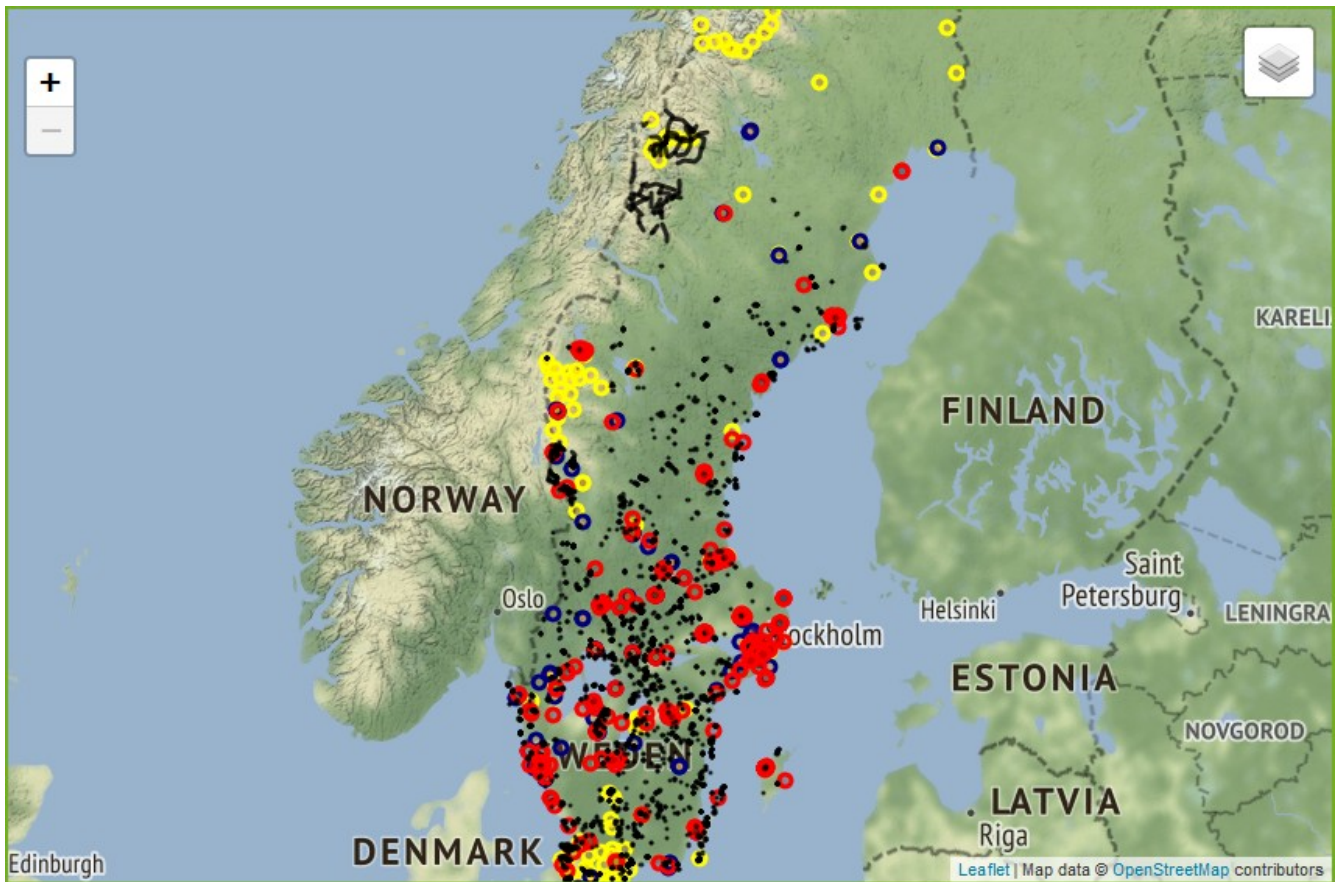 +
−
KARELI
FINLAND
NORWAY
Saint
Petersburg
Oslo
Helsinki
LENINGRA
ockholm
ESTONIA
NOVGOROD
WEDEN
LATVIA
Riga
DENMARK
Edinburgh
Leaflet | Map data © OpenStreetMap contributors